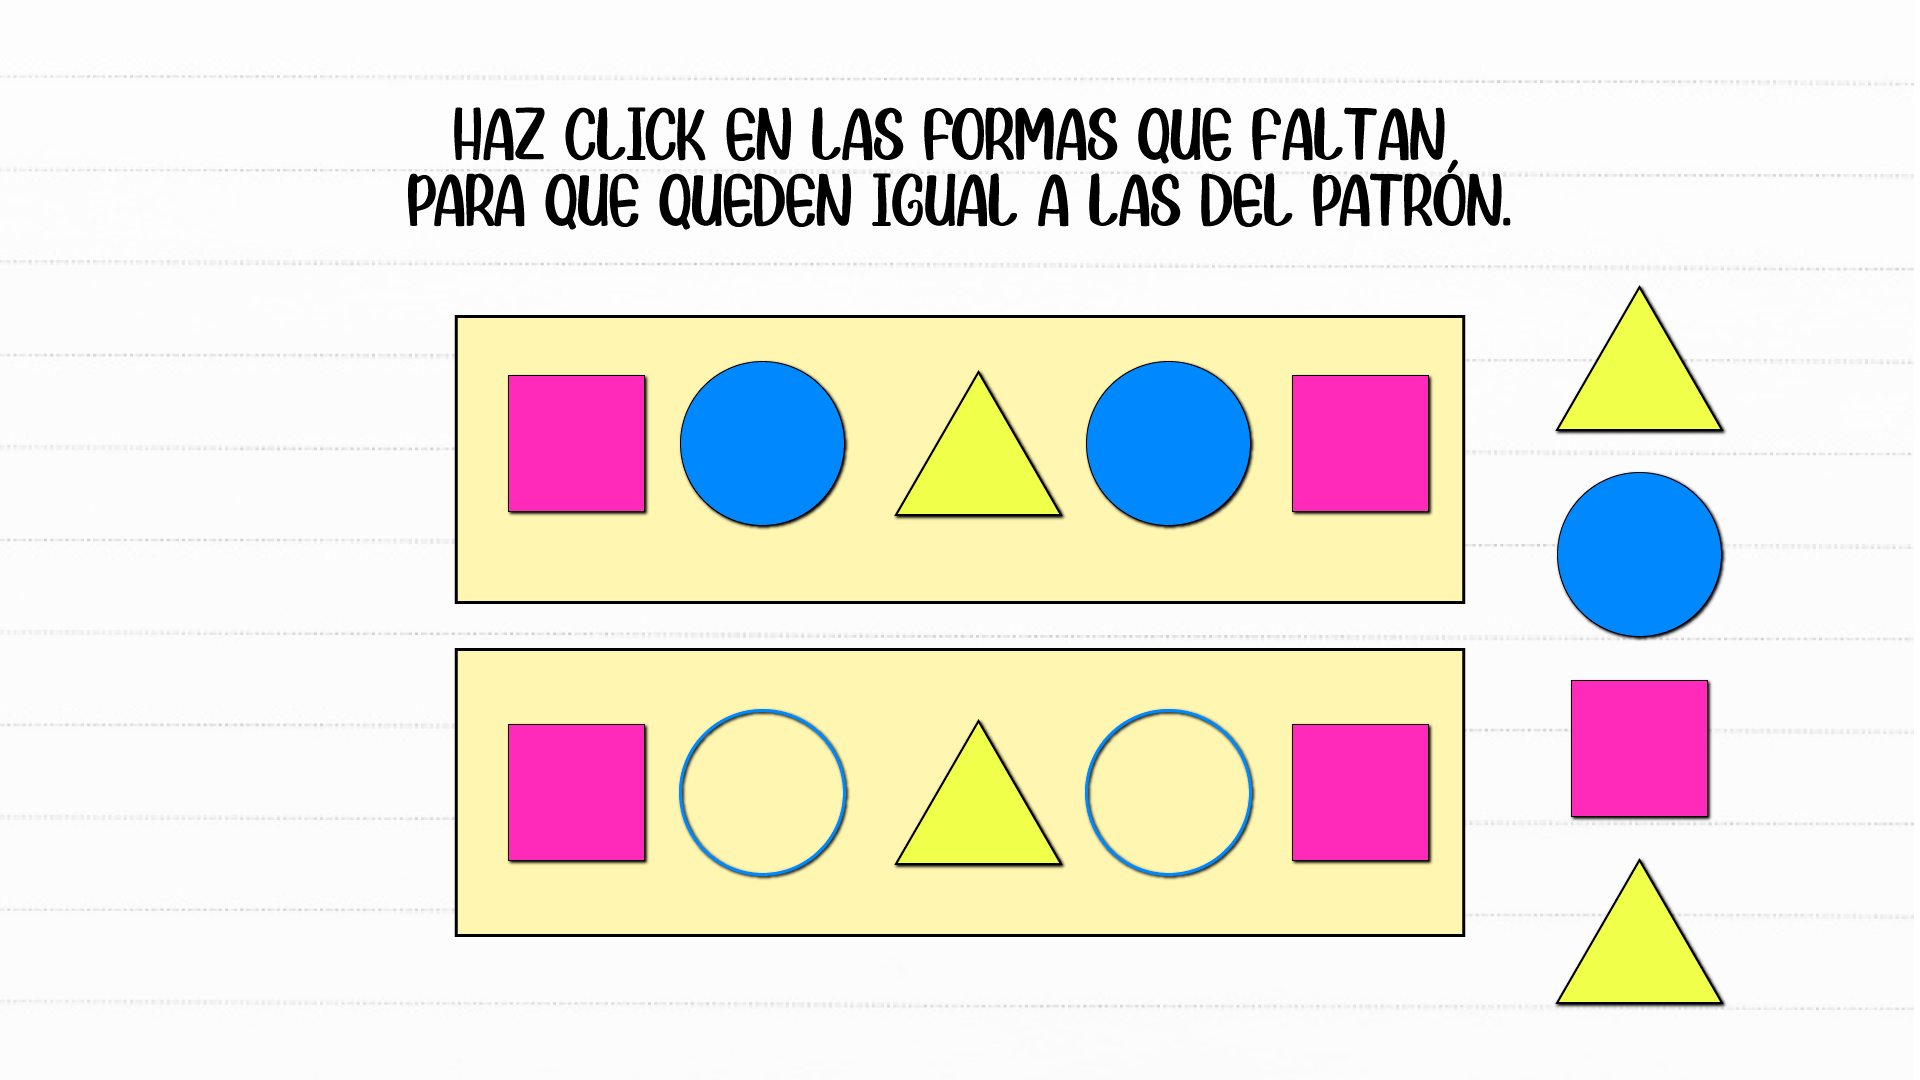 HAZ CLICK EN LAS FORMAS QUE FALTAN
PARA QUE QUEDEN IGUAL A LAS DEL PATRÓN.